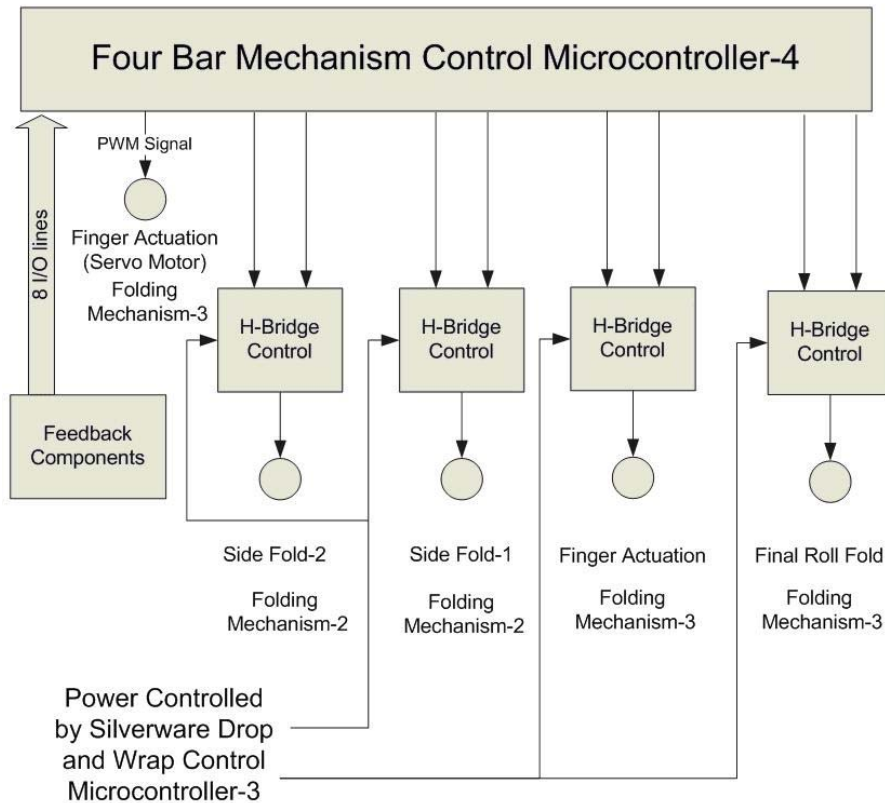 Four Bar Mechanism Control Microcontroller-4
8 I/O lines
PWM Signal
Finger Actuation
(Servo Motor)
Folding
Mechanism-3
Feedback
Components
H-Bridge
Control
H-Bridge
Control
H-Bridge
Control
H-Bridge
Control
Side Fold-2
Folding
Mechanism-2
Side Fold-1
Folding
Mechanism-2
Finger Actuation
Folding
Mechanism-3
Final Roll Fold
Folding
Mechanism-3
Power Controlled
by Silverware Drop
and Wrap Control
Microcontroller-3